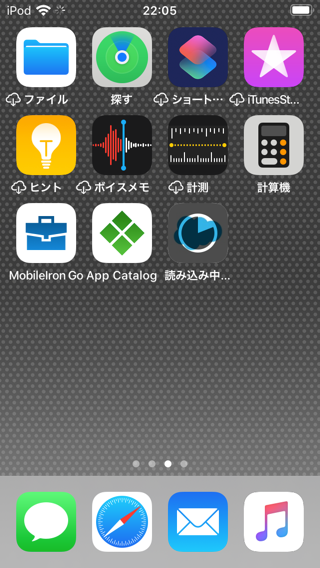 iPod 22:05
ファイル 探す ショート… iTunesSt…
ヒント ボイスメモ 計測 計算機
MobileIron Go App Catalog 読み込み中…